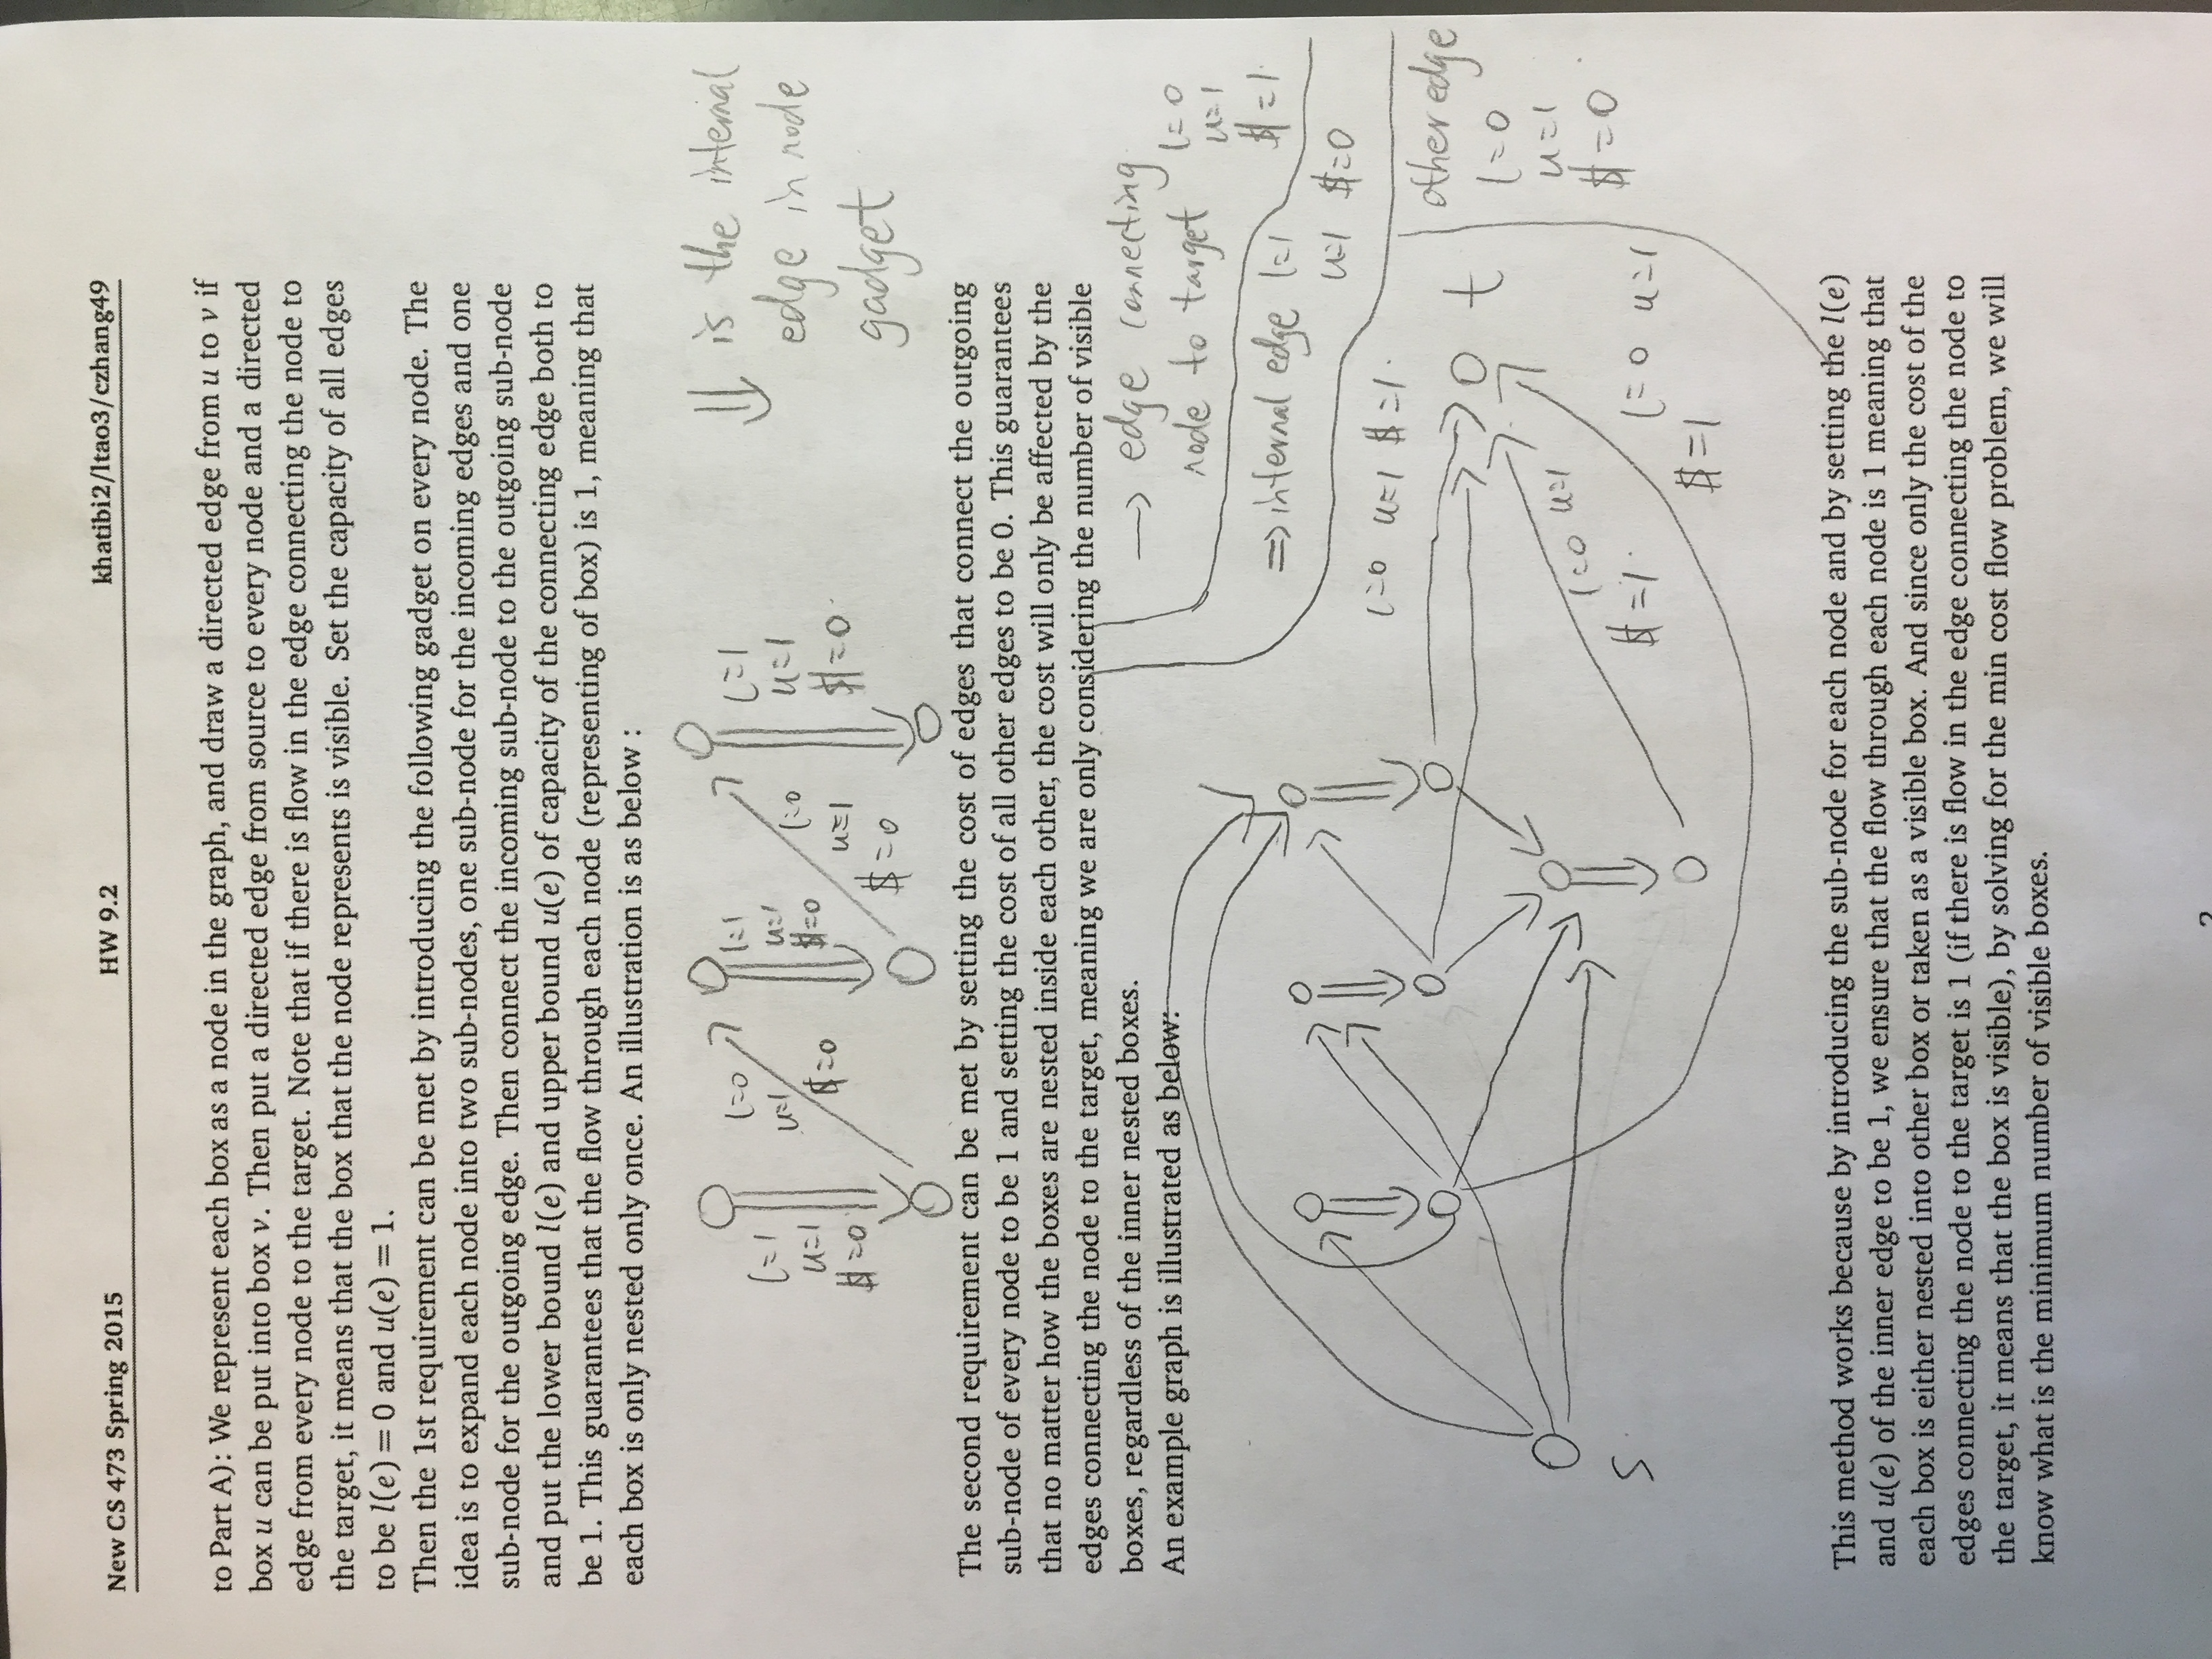 New CS 473 Spring 2015 HW 9.2 khatibi2/ltao3/czhang49
to Part A): We represent each box as a node in the graph, and draw a directed edge from u to v if
box u can be put into box v. Then put a directed edge from source to every node and a directed
edge from every node to the target. Note that if there is flow in the edge connecting the node to
the target, it means that the box that the node represents is visible. Set the capacity of all edges
to be l(e) = 0 and u(e) = 1.
Then the 1st requirement can be met by introducing the following gadget on every node. The
idea is to expand each node into two sub-nodes, one sub-node for the incoming edges and one
sub-node for the outgoing edge. Then connect the incoming sub-node to the outgoing sub-node
and put the lower bound l(e) and upper bound u(e) of capacity of the connecting edge both to
be 1. This guarantees that the flow through each node (representing of box) is 1, meaning that
each box is only nested only once. An illustration is as below :
l=1
u=1
$=0
l=0
u=1
$=0
l=1
u=1
$=0
l=0
u=1
$=0
l=1
u=1
$=0
⇓ is the internal
edge in node
gadget
The second requirement can be met by setting the cost of edges that connect the outgoing
sub-node of every node to be 1 and setting the cost of all other edges to be 0. This guarantees
that no matter how the boxes are nested inside each other, the cost will only be affected by the
edges connecting the node to the target, meaning we are only considering the number of visible
boxes, regardless of the inner nested boxes.
An example graph is illustrated as below:
→ edge connecting
node to target
l=0
u=1
$=1
⇒ internal edge l=1
u=1 $=0
l=0 u=1 $=1
other edge
l=0
u=1
$=0
t
l=0 u=1
$=1
l=0 u=1
$=1
S
This method works because by introducing the sub-node for each node and by setting the l(e)
and u(e) of the inner edge to be 1, we ensure that the flow through each node is 1 meaning that
each box is either nested into other box or taken as a visible box. And since only the cost of the
edges connecting the node to the target is 1 (if there is flow in the edge connecting the node to
the target, it means that the box is visible), by solving for the min cost flow problem, we will
know what is the minimum number of visible boxes.
2